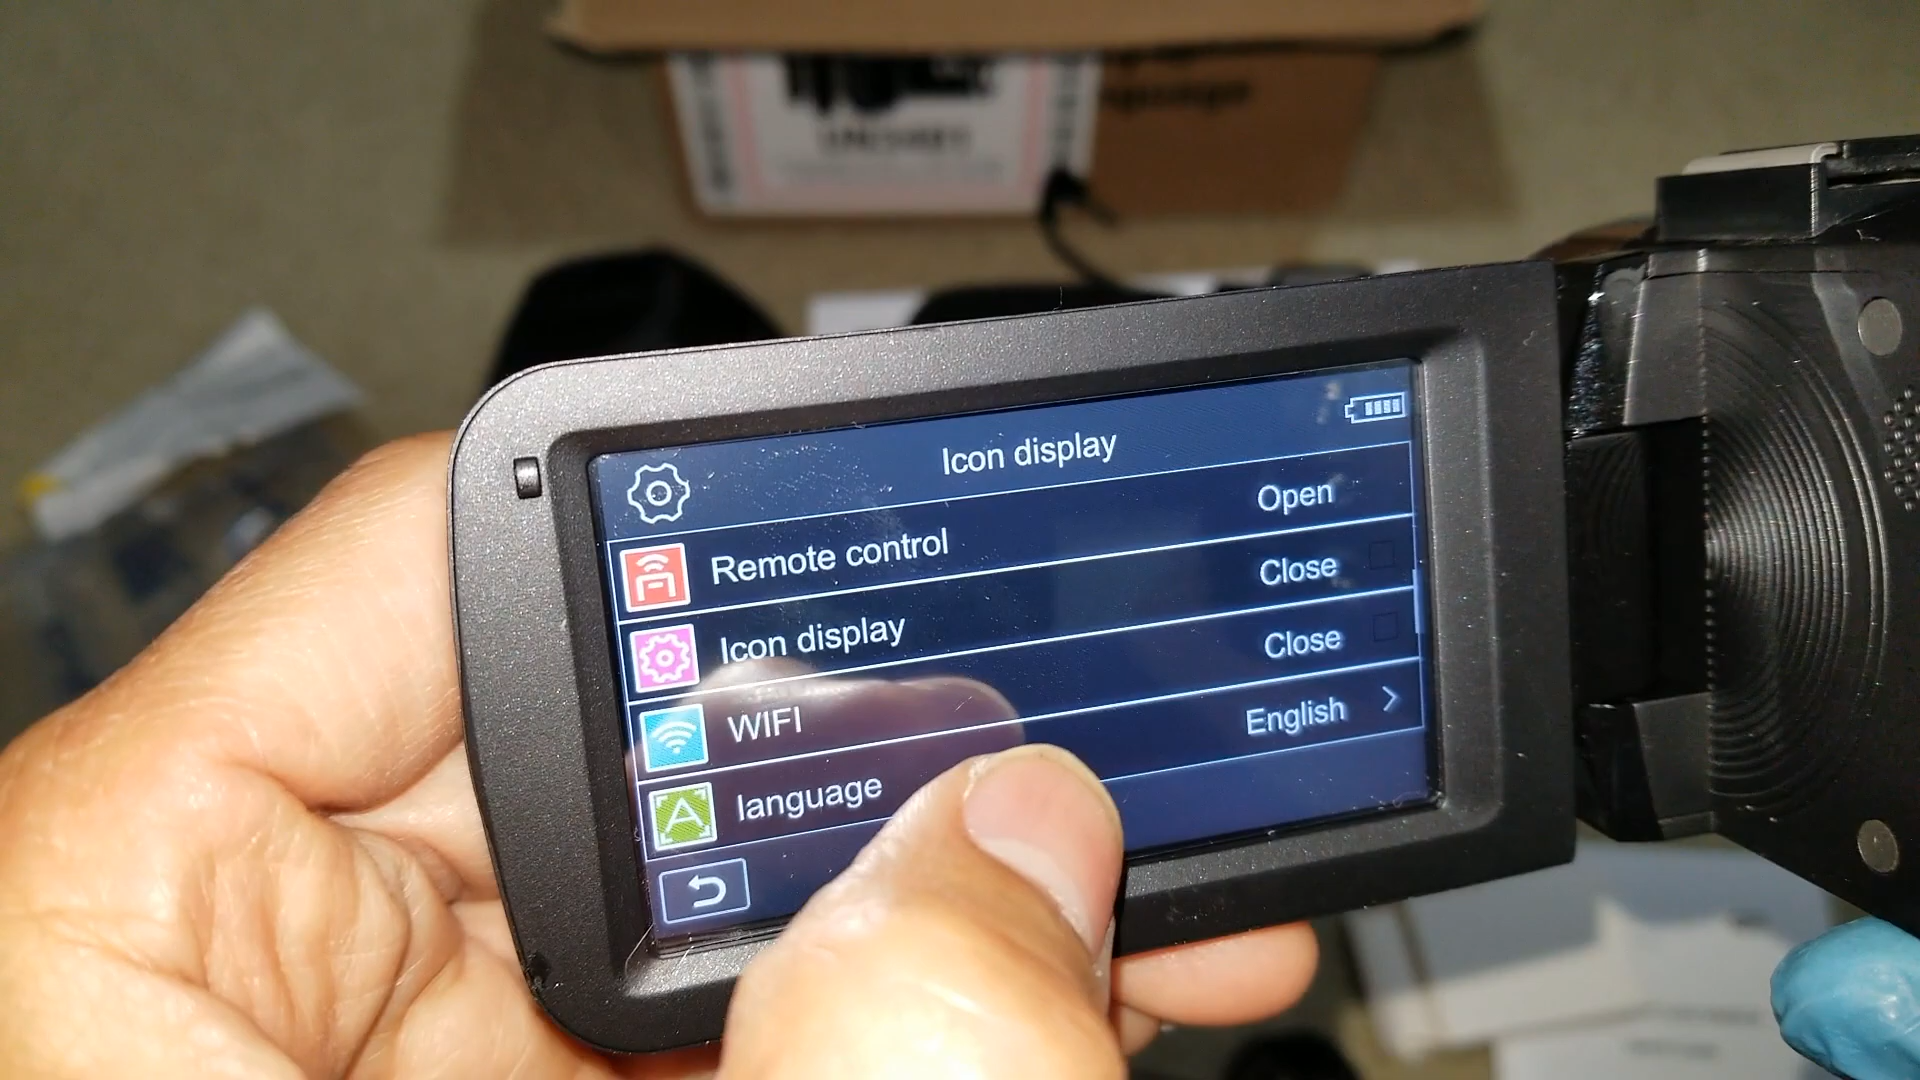 Icon display
Remote control Open
Icon display Close
WIFI Close
language English